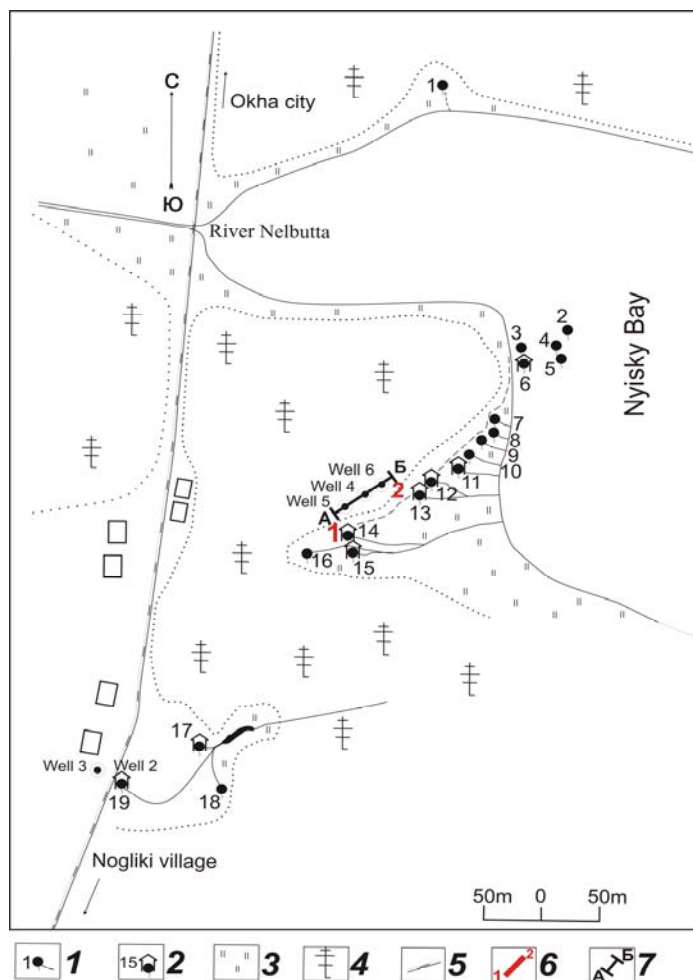 С
Okha city
1
Ю
River Nelbutta
Nyisky Bay
2
3
4
5
6
7
8
9
10
11
12
13
Б
2
Well 6
Well 4
Well 5
А
1
14
15
16
17
18
Well 3
Well 2
19
Nogliki village
50m 0 50m
1 1
15 2
3
4
5
1 2 6
А Б 7